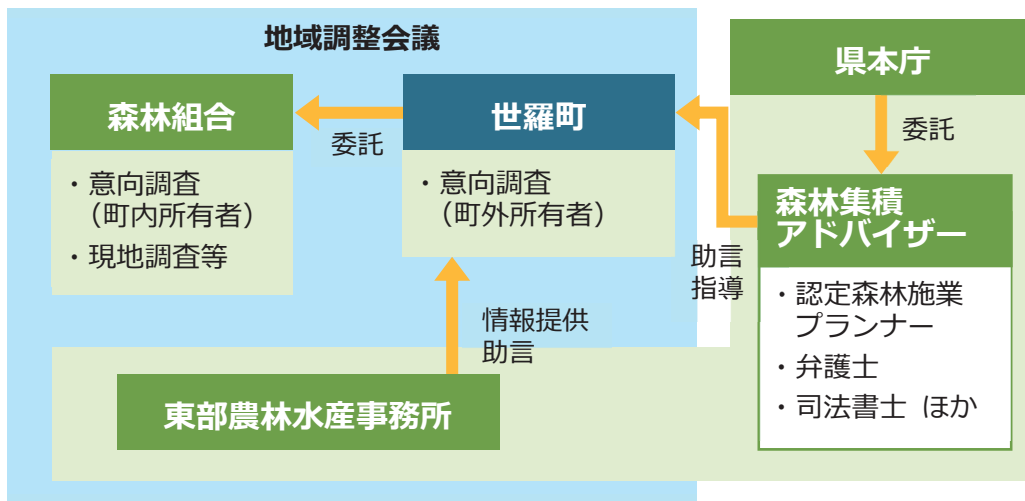 地域調整会議
森林組合
・意向調査
（町内所有者）
・現地調査等
委託
世羅町
・意向調査
（町外所有者）
情報提供
助言
東部農林水産事務所
県本庁
委託
森林集積
アドバイザー
・認定森林施業
プランナー
・弁護士
・司法書士 ほか
助言
指導